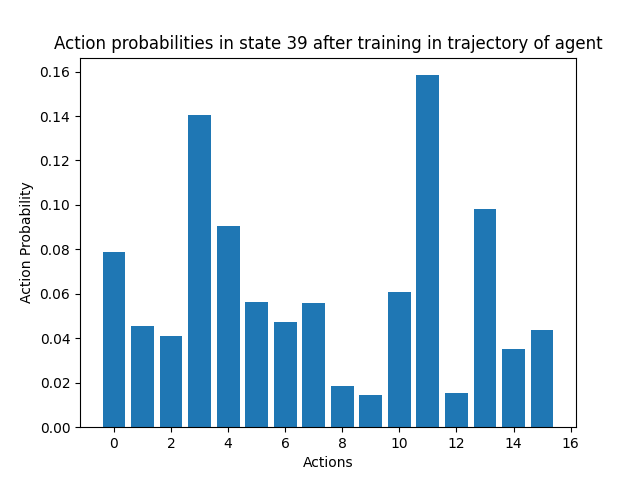 Action probabilities in state 39 after training in trajectory of agent
0.16
0.14
0.12
0.10
0.08
0.06
0.04
0.02
0.00
Action Probability
0 2 4 6 8 10 12 14 16
Actions